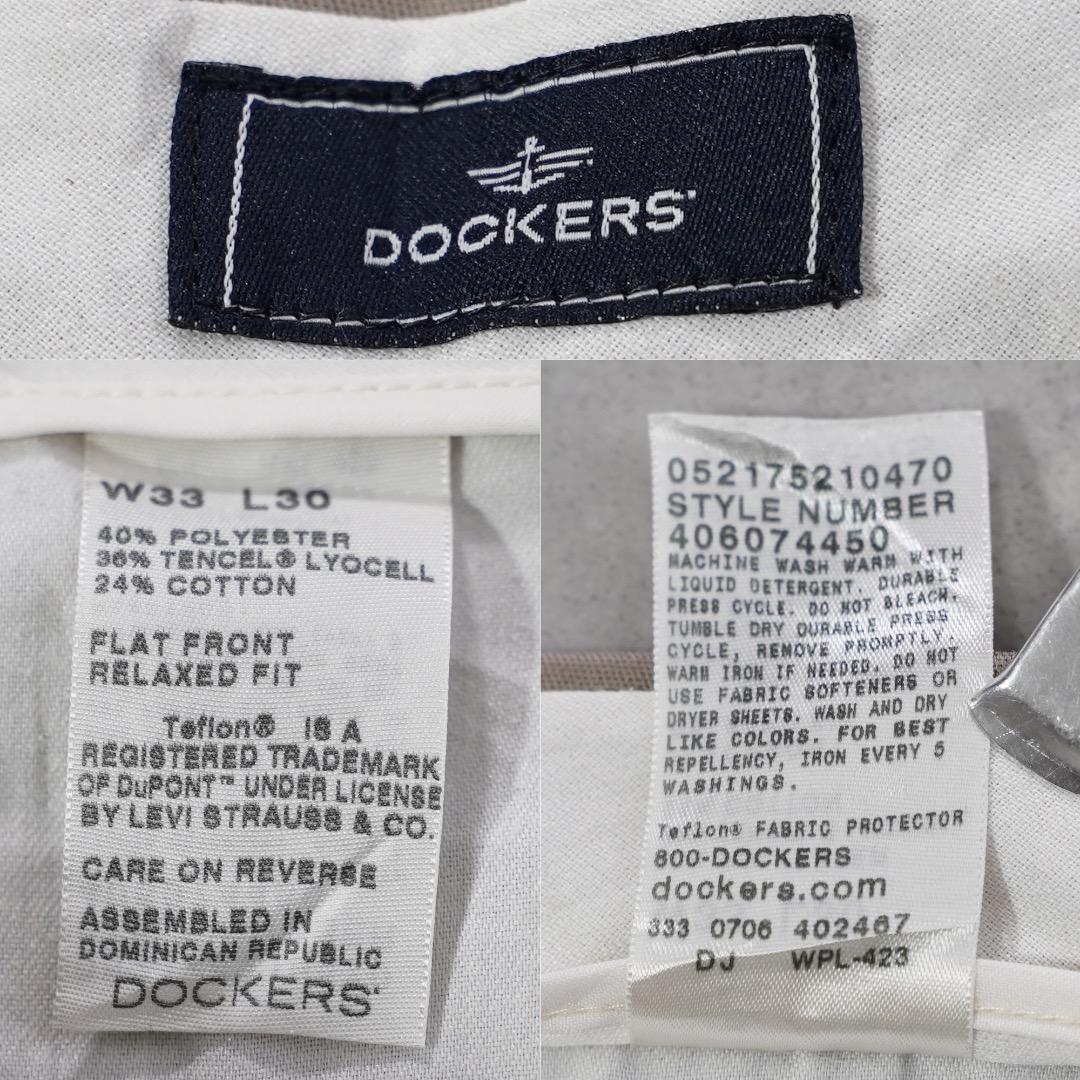 DOCKERS®
W33 L30
40% POLYESTER
36% TENCEL® LYOCELL
24% COTTON
FLAT FRONT
RELAXED FIT
Teflon® IS A
REGISTERED TRADEMARK
OF DuPONT™ UNDER LICENSE
BY LEVI STRAUSS & CO.
CARE ON REVERSE
ASSEMBLED IN
DOMINICAN REPUBLIC
DOCKERS®
052175210470
STYLE NUMBER
406074450
MACHINE WASH WARM WITH
LIQUID DETERGENT. DURABLE
PRESS CYCLE. DO NOT BLEACH.
TUMBLE DRY DURABLE PRESS
CYCLE, REMOVE PROMPTLY.
WARM IRON IF NEEDED. DO NOT
USE FABRIC SOFTENERS OR
DRYER SHEETS. WASH AND DRY
LIKE COLORS. FOR BEST
REPELLENCY, IRON EVERY 5
WASHINGS.
Teflon® FABRIC PROTECTOR
800-DOCKERS
dockers.com
333 0706 402467
DJ WPL-423